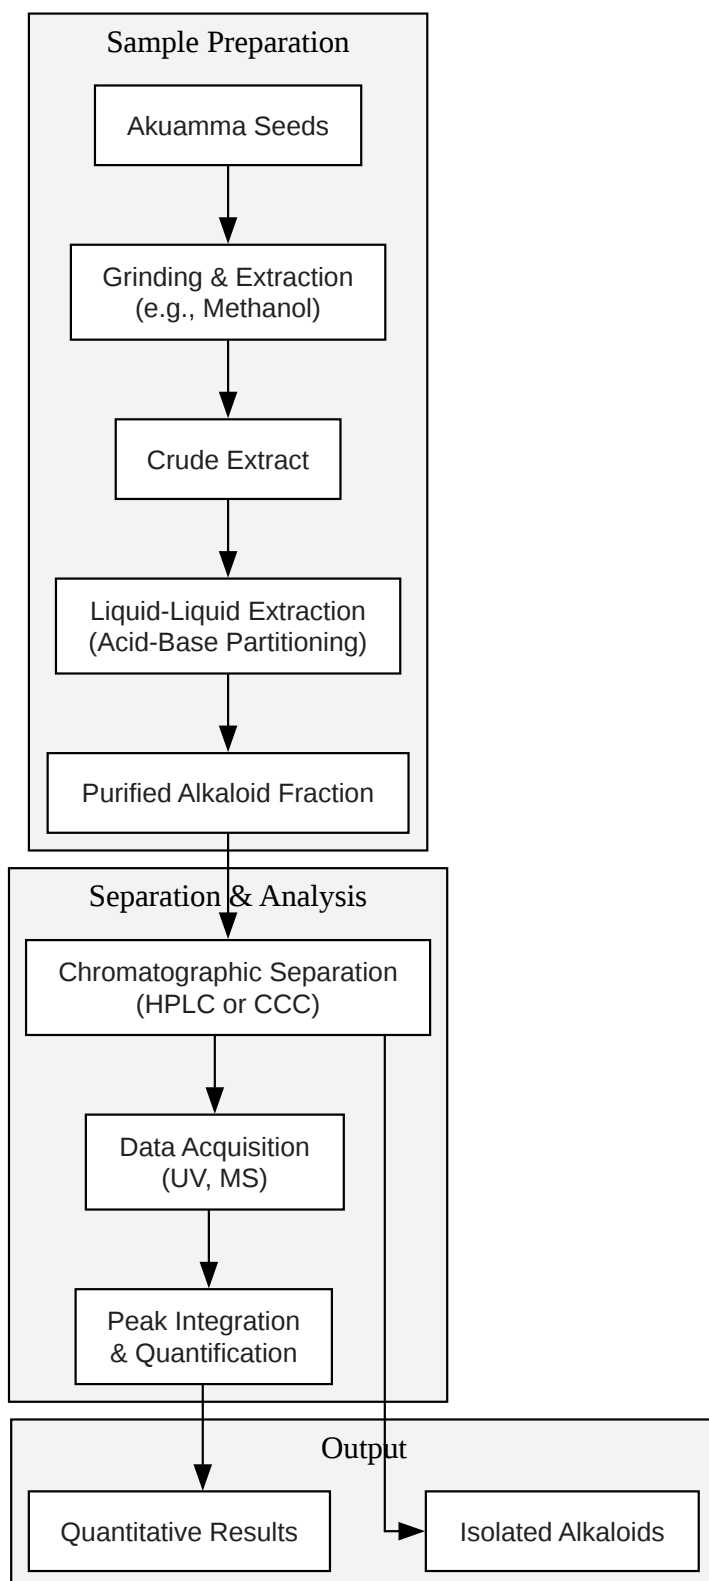 Sample Preparation
Akuamma Seeds
Grinding & Extraction
(e.g., Methanol)
Crude Extract
Liquid-Liquid Extraction
(Acid-Base Partitioning)
Purified Alkaloid Fraction
Separation & Analysis
Chromatographic Separation
(HPLC or CCC)
Data Acquisition
(UV, MS)
Peak Integration
& Quantification
Output
Quantitative Results
Isolated Alkaloids